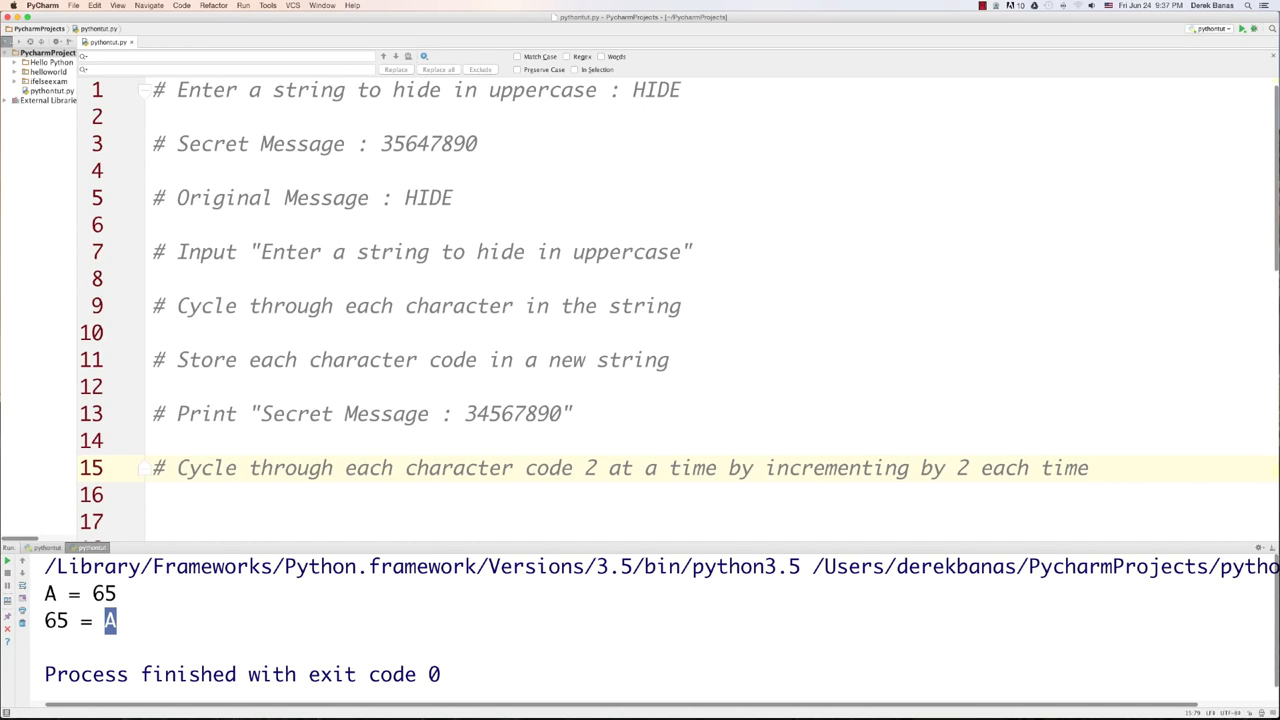 PyCharm File Edit View Navigate Code Refactor Run Tools VCS Window Help
10 Fri Jun 24 9:37 PM Derek Banas
pythontut.py - PycharmProjects - [~/PycharmProjects]
PycharmProjects pythontut.py pythontut
pythontut.py ×
PycharmProject
Hello Python
helloworld
ifelseexam
pythontut.py
External Librarie
Match Case Regex Words
Replace Replace all Exclude Preserve Case In Selection
1 # Enter a string to hide in uppercase : HIDE
2
3 # Secret Message : 35647890
4
5 # Original Message : HIDE
6
7 # Input "Enter a string to hide in uppercase"
8
9 # Cycle through each character in the string
10
11 # Store each character code in a new string
12
13 # Print "Secret Message : 34567890"
14
15 # Cycle through each character code 2 at a time by incrementing by 2 each time
16
17
Run: pythontut pythontut
/Library/Frameworks/Python.framework/Versions/3.5/bin/python3.5 /Users/derekbanas/PycharmProjects/pytho
A = 65
65 = A
Process finished with exit code 0
15:79 LF÷ UTF-8÷